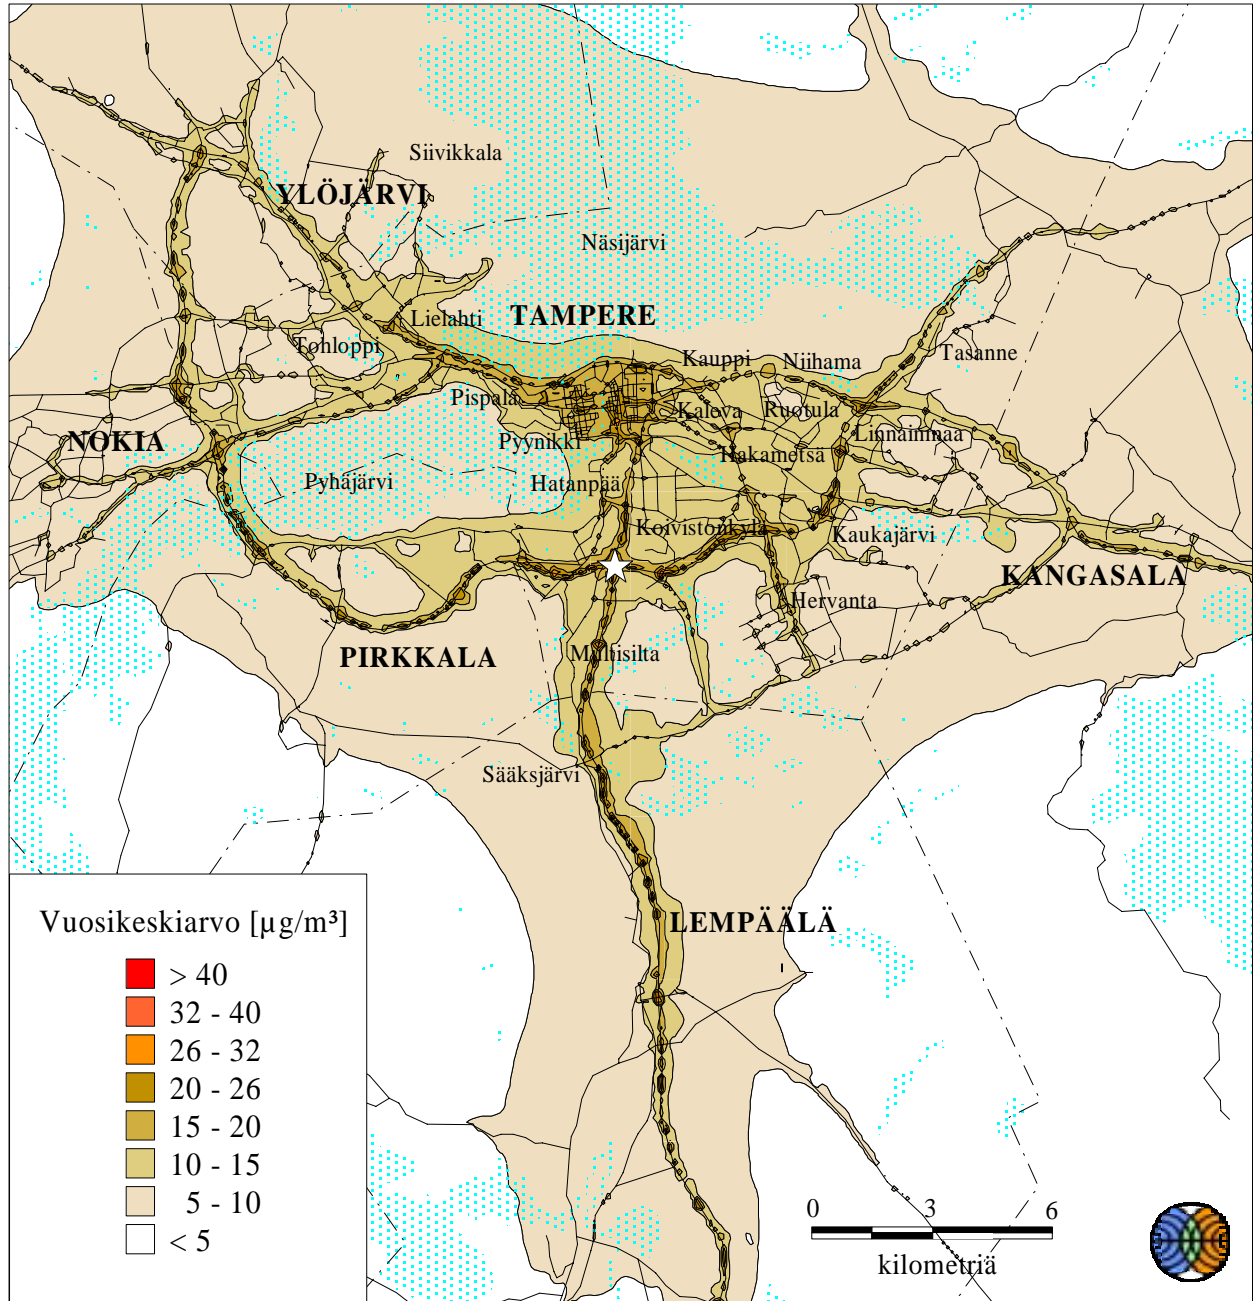 Siivikkala
YLÖJÄRVI
Näsijärvi
TAMPERE
Lielahti
Tohloppi
Kauppi
Niihama
Tasanne
Pispala
Kaleva
Ruotula
NOKIA
Pyynikki
Linnainmaa
Hakametsä
Pyhäjärvi
Hatanpää
Koivistonkylä
Kaukajärvi
KANGASALA
Hervanta
PIRKKALA
Multisilta
Sääksjärvi
LEMPÄÄLÄ
Vuosikeskiarvo [µg/m³]
> 40
32 - 40
26 - 32
20 - 26
15 - 20
10 - 15
5 - 10
< 5
0 3 6
kilometriä